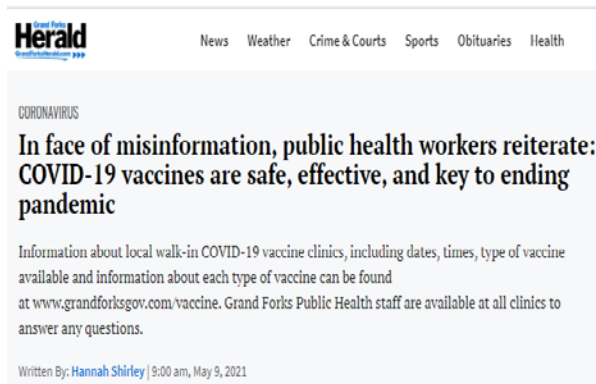 Grand Forks
Herald
GrandForksHerald.com
News Weather Crime & Courts Sports Obituaries Health
CORONAVIRUS
In face of misinformation, public health workers reiterate:
COVID-19 vaccines are safe, effective, and key to ending
pandemic
Information about local walk-in COVID-19 vaccine clinics, including dates, times, type of vaccine
available and information about each type of vaccine can be found
at www.grandforksgov.com/vaccine. Grand Forks Public Health staff are available at all clinics to
answer any questions.
Written By: Hannah Shirley | 9:00 am, May 9, 2021